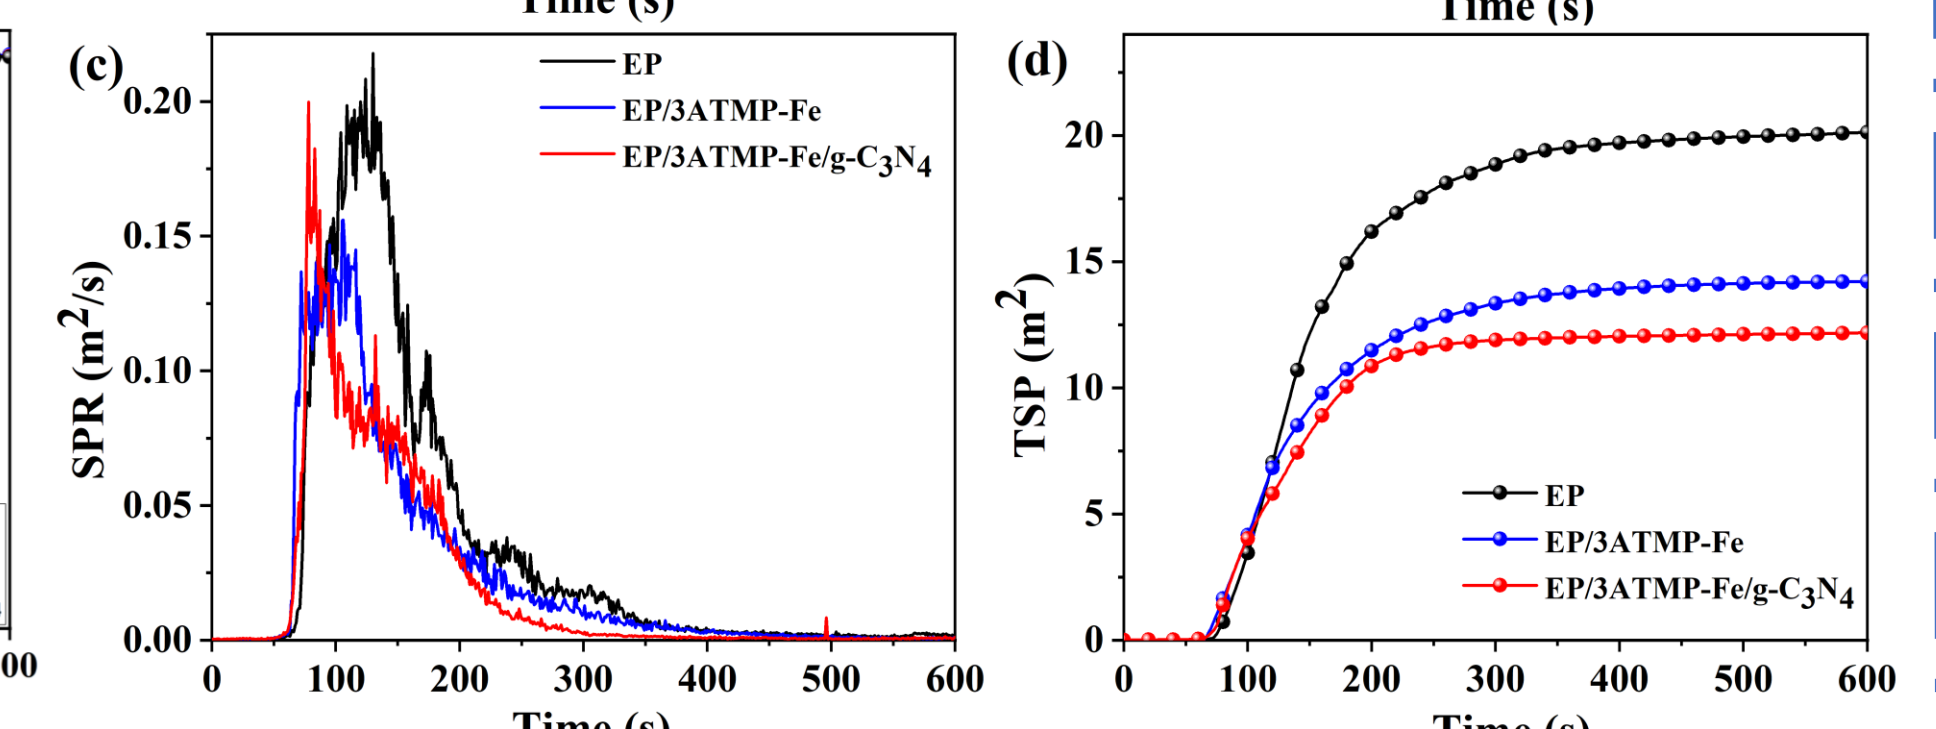 Time (s)
Time (s)
(c)
EP
EP/3ATMP-Fe
EP/3ATMP-Fe/g-C3N4
SPR (m2/s)
0.20
0.15
0.10
0.05
0.00
0 100 200 300 400 500 600
Time (s)
(d)
TSP (m2)
20
15
10
5
0
EP
EP/3ATMP-Fe
EP/3ATMP-Fe/g-C3N4
0 100 200 300 400 500 600
Time (s)
00